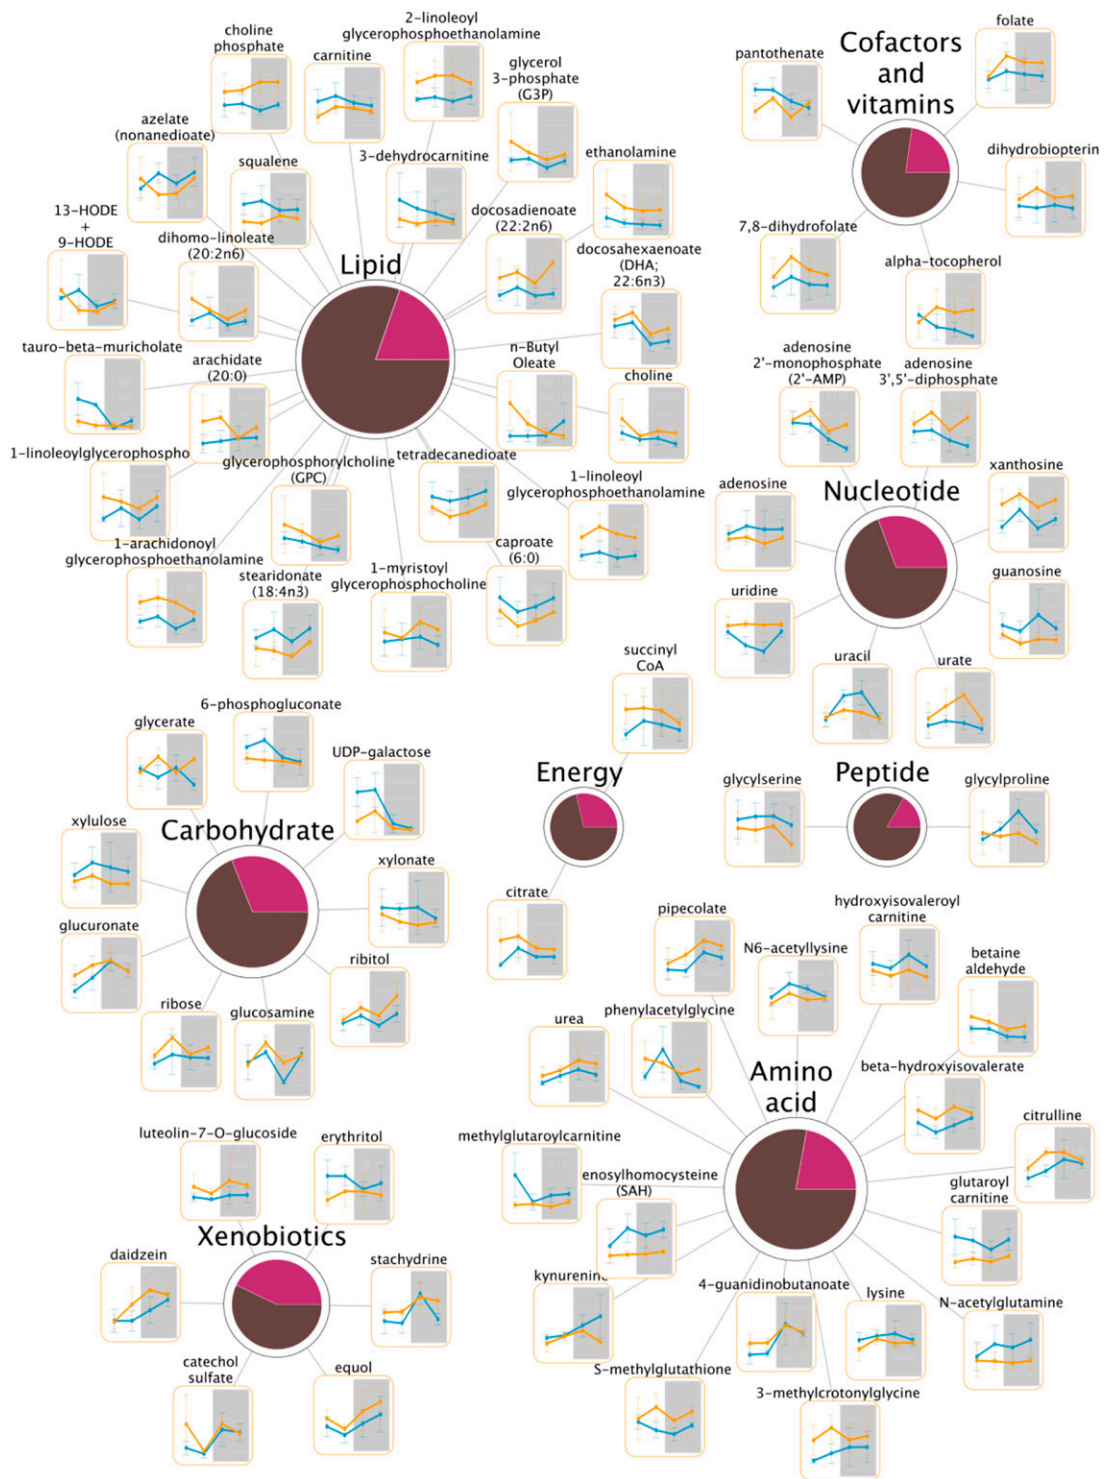 choline
phosphate
carnitine
2-linoleoyl
glycerophosphoethanolamine
glycerol
3-phosphate
(G3P)
azelate
(nonanedioate)
squalene
3-dehydrocarnitine
ethanolamine
13-HODE
+
9-HODE
dihomo-linoleate
(20:2n6)
docosadienoate
(22:2n6)
docosahexaenoate
(DHA;
22:6n3)
Lipid
tauro-beta-muricholate
arachidate
(20:0)
n-Butyl
Oleate
choline
1-linoleoylglycerophospho
glycerophosphorylcholine
(GPC)
tetradecanedioate
1-linoleoyl
glycerophosphoethanolamine
1-arachidonoyl
glycerophosphoethanolamine
stearidonate
(18:4n3)
1-myristoyl
glycerophosphocholine
caproate
(6:0)
Cofactors
and
vitamins
pantothenate
folate
dihydrobiopterin
7,8-dihydrofolate
alpha-tocopherol
adenosine
2'-monophosphate
(2'-AMP)
adenosine
3',5'-diphosphate
Nucleotide
adenosine
xanthosine
uridine
guanosine
uracil
urate
succinyl
CoA
Energy
citrate
Peptide
glycylserine
glycylproline
6-phosphogluconate
glycerate
UDP-galactose
Carbohydrate
xylulose
xylonate
glucuronate
ribitol
ribose
glucosamine
pipecolate
hydroxyisovaleroyl
carnitine
N6-acetyllysine
betaine
aldehyde
urea
phenylacetylglycine
Amino
acid
beta-hydroxyisovalerate
citrulline
methylglutaroylcarnitine
enosylhomocysteine
(SAH)
glutaroyl
carnitine
kynurenine
4-guanidinobutanoate
lysine
N-acetylglutamine
S-methylglutathione
3-methylcrotonylglycine
luteolin-7-O-glucoside
erythritol
Xenobiotics
daidzein
stachydrine
catechol
sulfate
equol